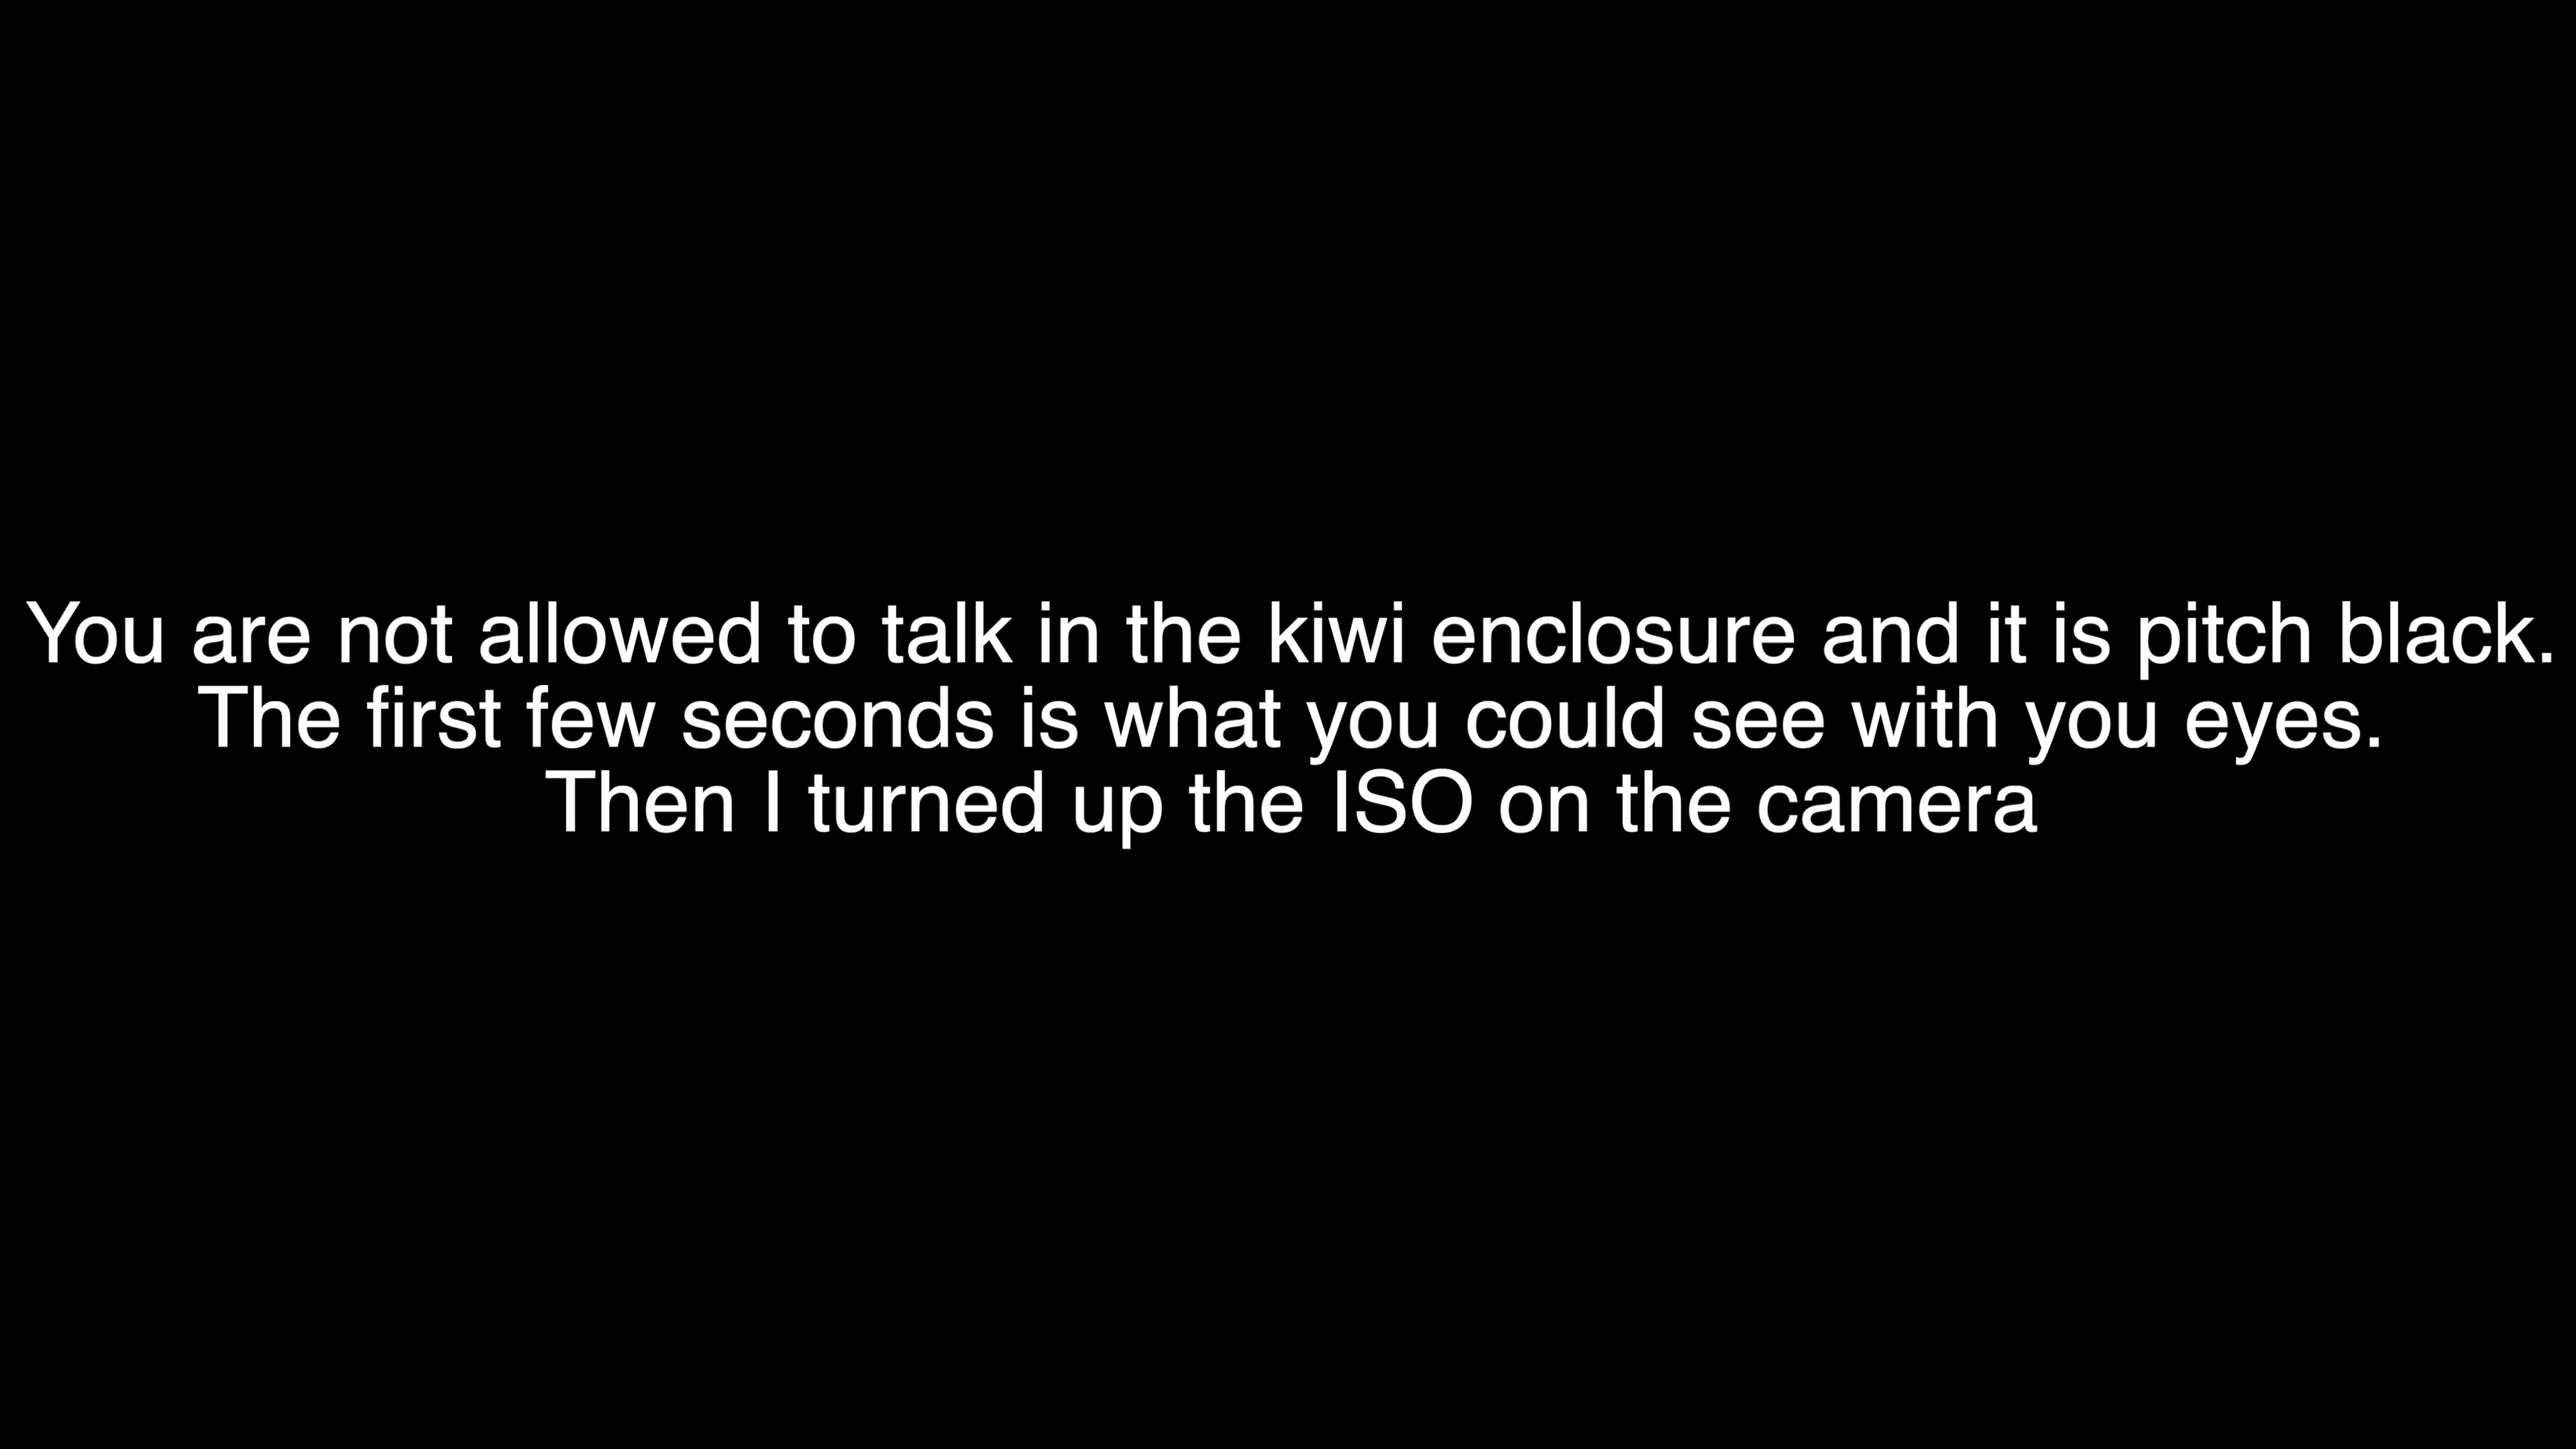 You are not allowed to talk in the kiwi enclosure and it is pitch black.
The first few seconds is what you could see with you eyes.
Then I turned up the ISO on the camera